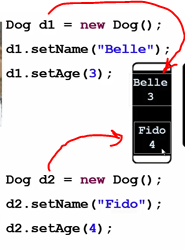 Dog d1 = new Dog();
d1.setName("Belle");
d1.setAge(3);
Belle
3
Fido
4
Dog d2 = new Dog();
d2.setName("Fido");
d2.setAge(4);